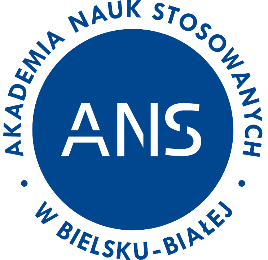 AKADEMIA NAUK STOSOWANYCH
ANS
• W BIELSKU-BIAŁEJ •